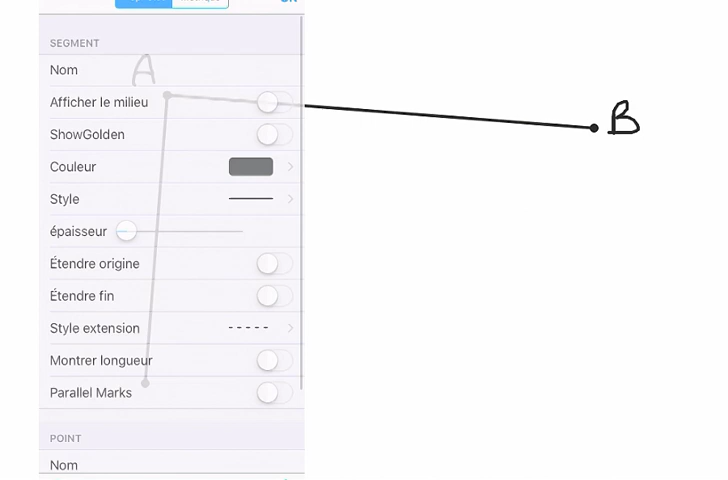 OK
SEGMENT
Nom
A
Afficher le milieu
B
ShowGolden
Couleur
Style
épaisseur
Étendre origine
Étendre fin
Style extension
Montrer longueur
Parallel Marks
POINT
Nom